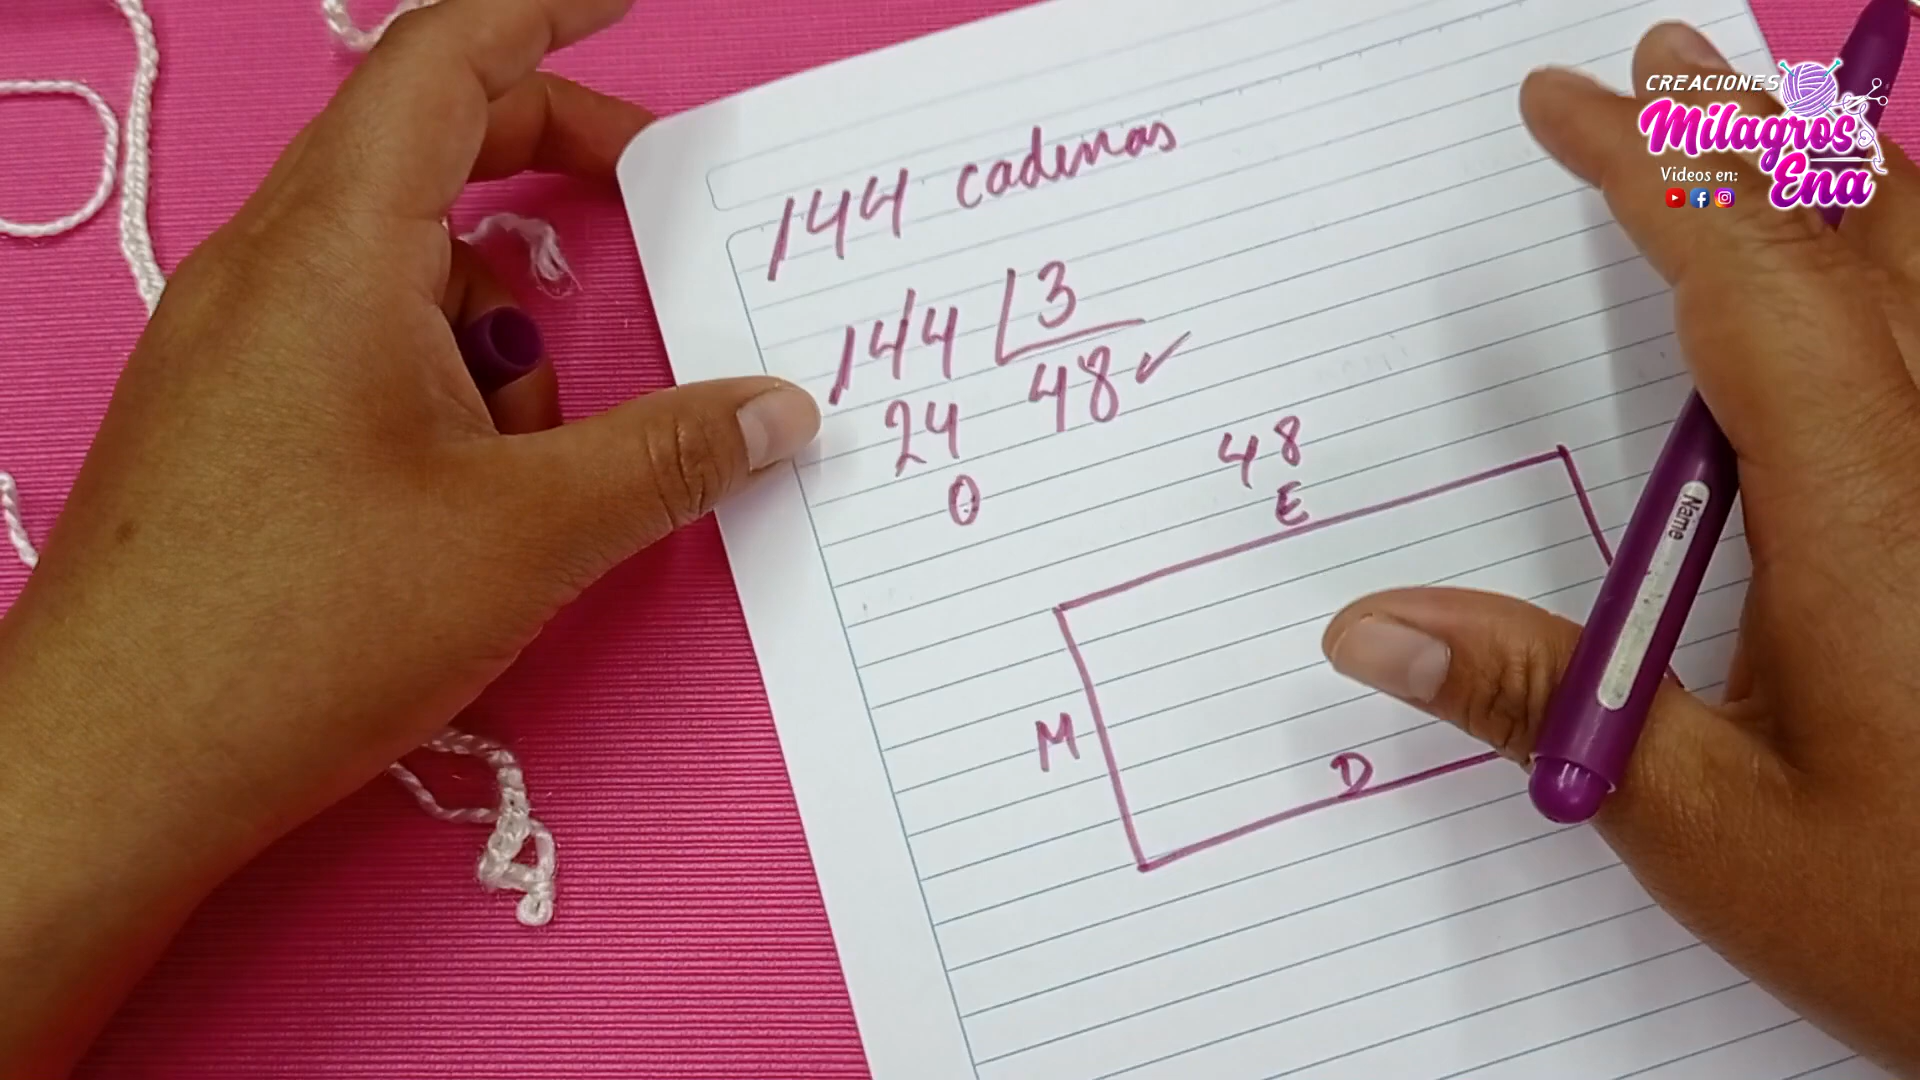 144 cadenas
144 3
24 48 ✓
0
48
E
M
D
Name
CREACIONES
Milagros
Ena
Videos en: